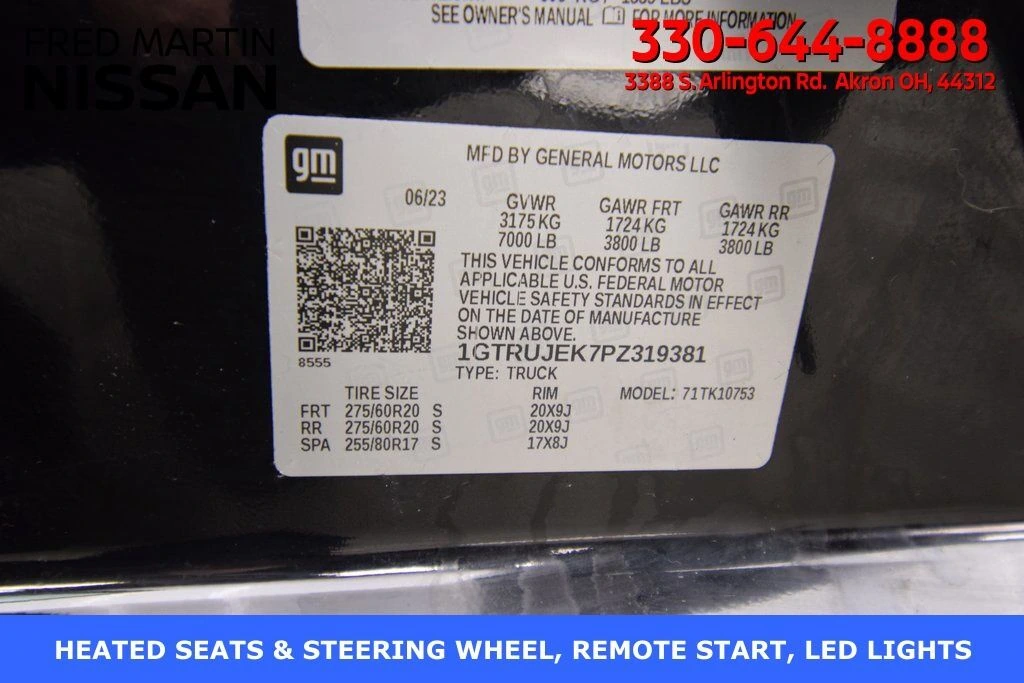 SEE OWNER'S MANUAL FOR MORE INFORMATION
330-644-8888
3388 S. Arlington Rd. Akron OH, 44312
FRED MARTIN
NISSAN
gm
MFD BY GENERAL MOTORS LLC
06/23
GVWR GAWR FRT GAWR RR
3175 KG 1724 KG 1724 KG
7000 LB 3800 LB 3800 LB
THIS VEHICLE CONFORMS TO ALL
APPLICABLE U.S. FEDERAL MOTOR
VEHICLE SAFETY STANDARDS IN EFFECT
ON THE DATE OF MANUFACTURE
SHOWN ABOVE.
8555
1GTRUJEK7PZ319381
TYPE: TRUCK
TIRE SIZE RIM MODEL: 71TK10753
FRT 275/60R20 S 20X9J
RR 275/60R20 S 20X9J
SPA 255/80R17 S 17X8J
HEATED SEATS & STEERING WHEEL, REMOTE START, LED LIGHTS